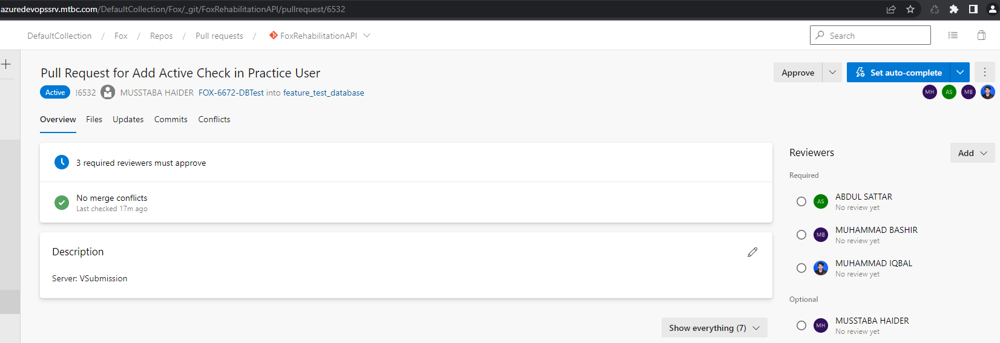 azuredevopssrv.mtbc.com/DefaultCollection/Fox/_git/FoxRehabilitationAPI/pullrequest/6532
DefaultCollection / Fox / Repos / Pull requests / FoxRehabilitationAPI
Search
Pull Request for Add Active Check in Practice User
Approve
Set auto-complete
Active !6532 MUSSTABA HAIDER FOX-6672-DBTest into feature_test_database
MH AS MB
Overview Files Updates Commits Conflicts
3 required reviewers must approve
No merge conflicts
Last checked 17m ago
Description
Server: VSubmission
Show everything (7)
Reviewers
Add
Required
AS ABDUL SATTAR
No review yet
MB MUHAMMAD BASHIR
No review yet
MUHAMMAD IQBAL
No review yet
Optional
MH MUSSTABA HAIDER
No review yet